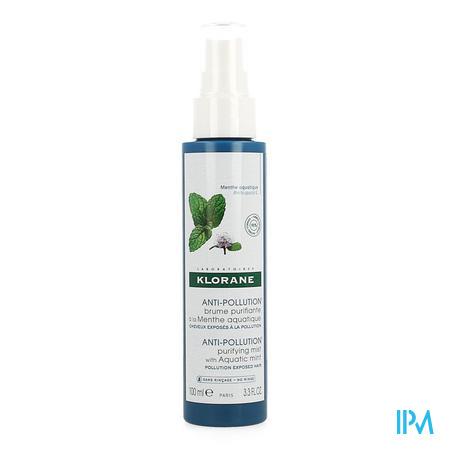 Menthe aquatique
LABORATOIRES
KLORANE
ANTI-POLLUTION
brume purifiante
à la Menthe aquatique
CHEVEUX EXPOSÉS À LA POLLUTION
ANTI-POLLUTION
purifying mist
with Aquatic mint
POLLUTION EXPOSED HAIR
SANS RINÇAGE - NO RINSE
100 ml e PARIS 3.3 FL.OZ.
IPM